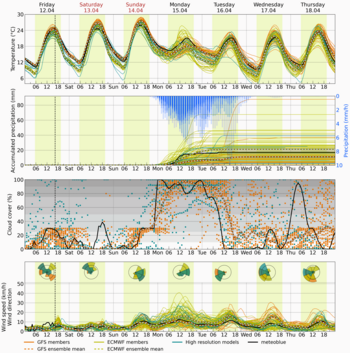 Friday Saturday Sunday Monday Tuesday Wednesday Thursday
12.04 13.04 14.04 15.04 16.04 17.04 18.04
Temperature (°C)
30
24
18
12
6
06 12 18 Sat 06 12 18 Sun 06 12 18 Mon 06 12 18 Tue 06 12 18 Wed 06 12 18 Thu 06 12 18
Accumulated precipitation (mm)
80
60
40
20
0
Precipitation (mm/h)
0
2
4
6
8
10
06 12 18 Sat 06 12 18 Sun 06 12 18 Mon 06 12 18 Tue 06 12 18 Wed 06 12 18 Thu 06 12 18
Cloud cover (%)
100
80
60
40
20
0
06 12 18 Sat 06 12 18 Sun 06 12 18 Mon 06 12 18 Tue 06 12 18 Wed 06 12 18 Thu 06 12 18
Wind speed (km/h)
Wind direction
50
40
30
20
10
0
06 12 18 Sat 06 12 18 Sun 06 12 18 Mon 06 12 18 Tue 06 12 18 Wed 06 12 18 Thu 06 12 18
GFS members ECMWF members High resolution models meteoblue
GFS ensemble mean ECMWF ensemble mean